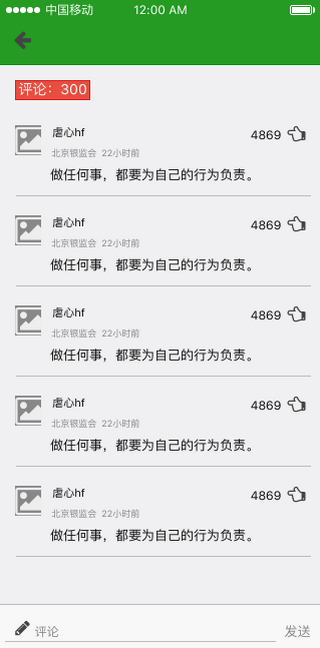 中国移动 12:00 AM
评论：300
虐心hf 4869
北京银监会 22小时前
做任何事，都要为自己的行为负责。
虐心hf 4869
北京银监会 22小时前
做任何事，都要为自己的行为负责。
虐心hf 4869
北京银监会 22小时前
做任何事，都要为自己的行为负责。
虐心hf 4869
北京银监会 22小时前
做任何事，都要为自己的行为负责。
虐心hf 4869
北京银监会 22小时前
做任何事，都要为自己的行为负责。
评论 发送